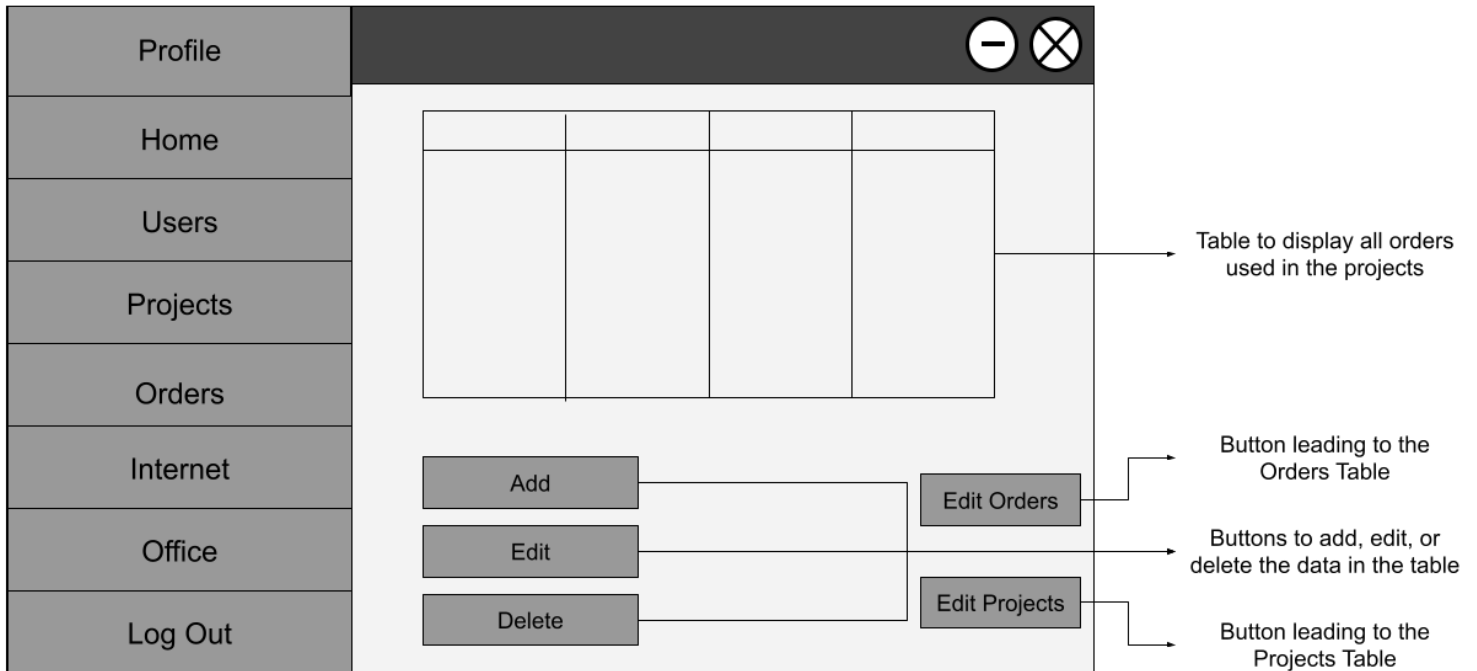 Profile
Home
Users
Projects
Orders
Internet
Office
Log Out
Add
Edit
Delete
Edit Orders
Edit Projects
Table to display all orders
used in the projects
Button leading to the
Orders Table
Buttons to add, edit, or
delete the data in the table
Button leading to the
Projects Table